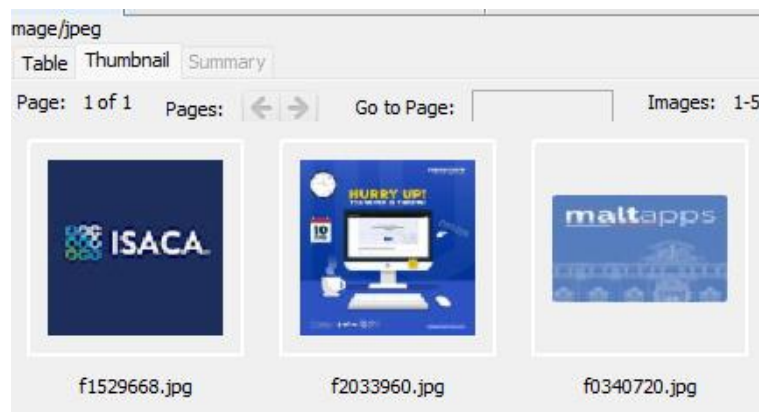 mage/jpeg
Table Thumbnail Summary
Page: 1 of 1 Pages: Go to Page: Images: 1-5
ISACA
HURRY UP!
10
maltapps
f1529668.jpg f2033960.jpg f0340720.jpg